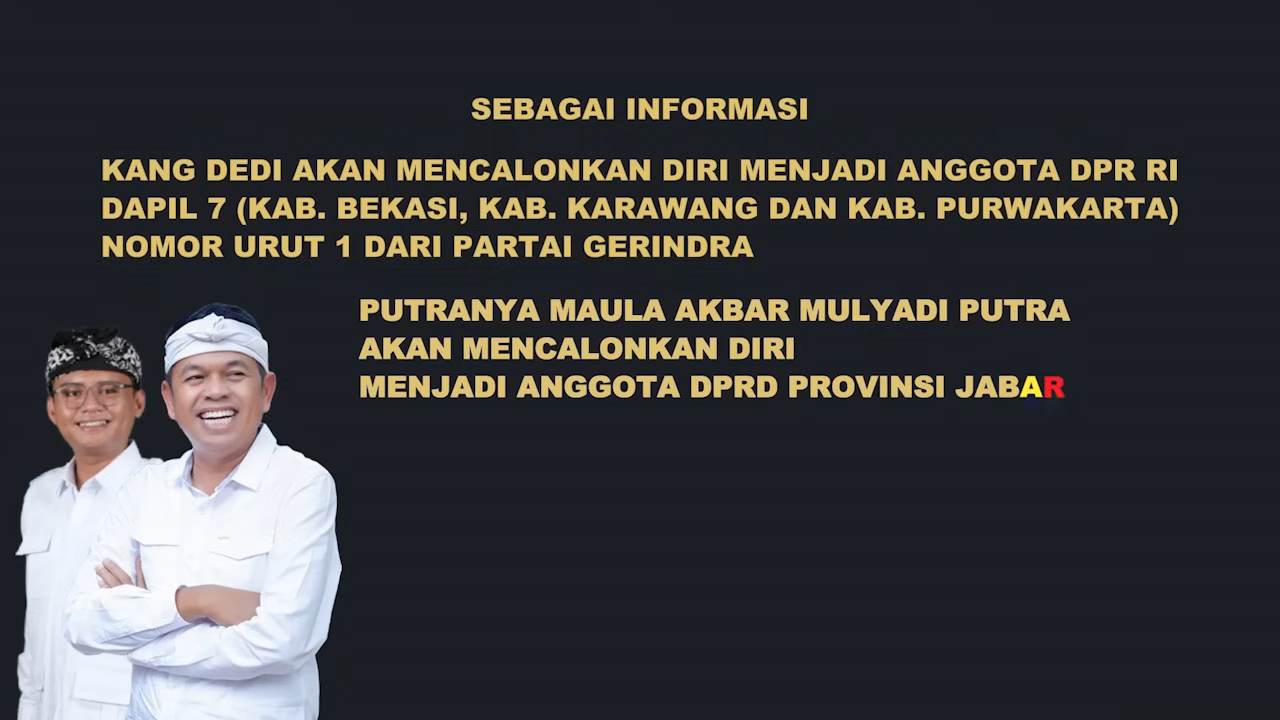 SEBAGAI INFORMASI
KANG DEDI AKAN MENCALONKAN DIRI MENJADI ANGGOTA DPR RI
DAPIL 7 (KAB. BEKASI, KAB. KARAWANG DAN KAB. PURWAKARTA)
NOMOR URUT 1 DARI PARTAI GERINDRA
PUTRANYA MAULA AKBAR MULYADI PUTRA
AKAN MENCALONKAN DIRI
MENJADI ANGGOTA DPRD PROVINSI JABAR